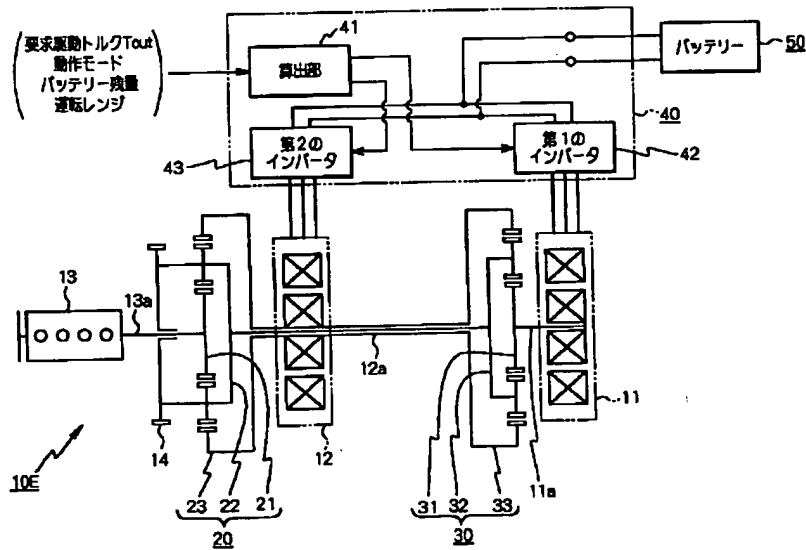 要求駆動トルクTout
動作モード
バッテリー残量
運転レンジ
41
算出部
バッテリー
50
40
第2の
インバータ
43
第1の
インバータ
42
13
13a
12a
14
12
11
10E
23
22
21
20
31
32
33
30
11a